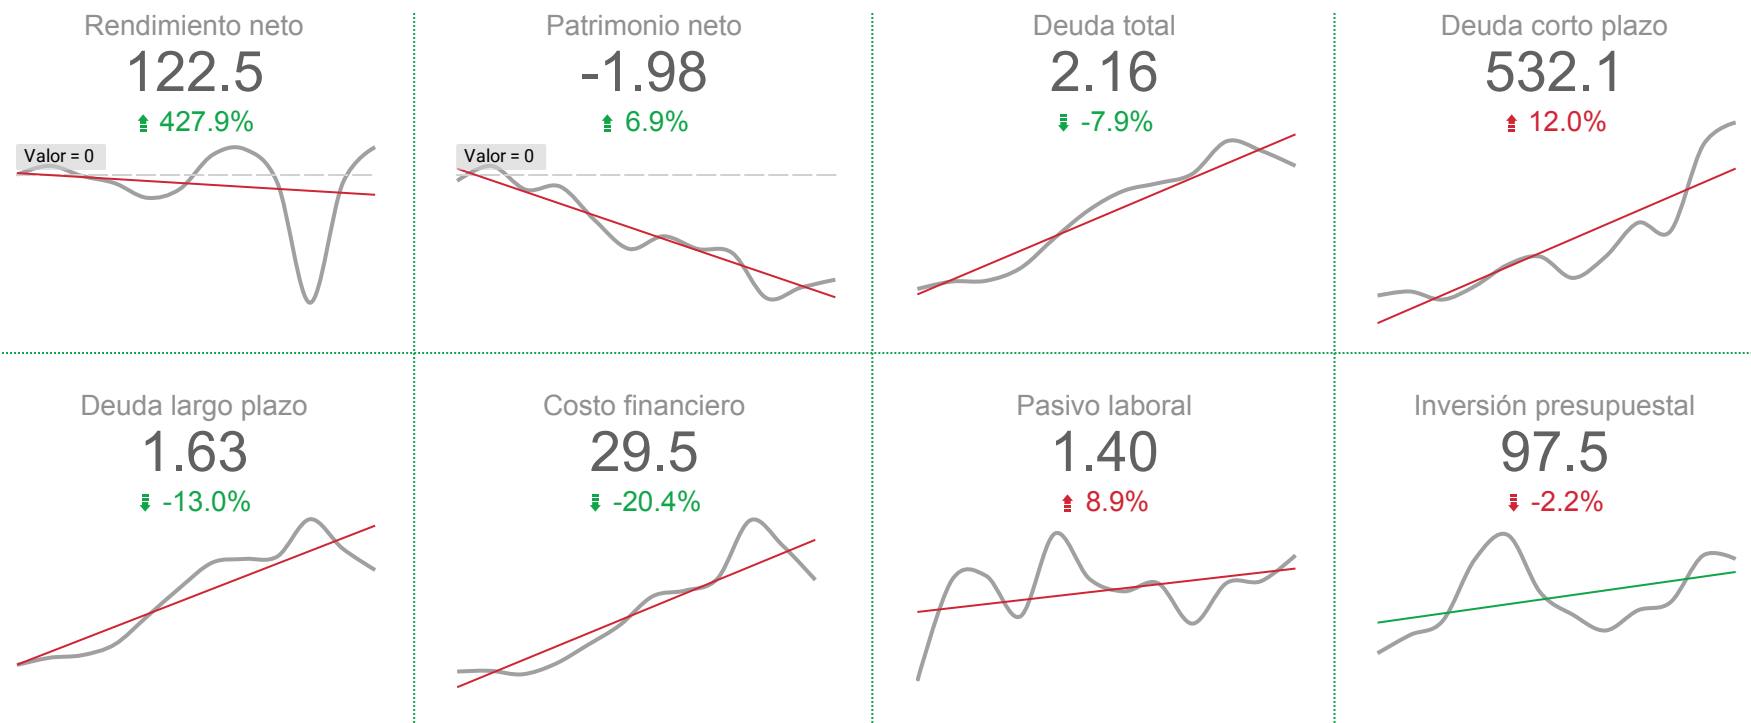 Rendimiento neto
122.5
427.9%
Valor = 0
Patrimonio neto
-1.98
6.9%
Valor = 0
Deuda total
2.16
-7.9%
Deuda corto plazo
532.1
12.0%
Deuda largo plazo
1.63
-13.0%
Costo financiero
29.5
-20.4%
Pasivo laboral
1.40
8.9%
Inversión presupuestal
97.5
-2.2%